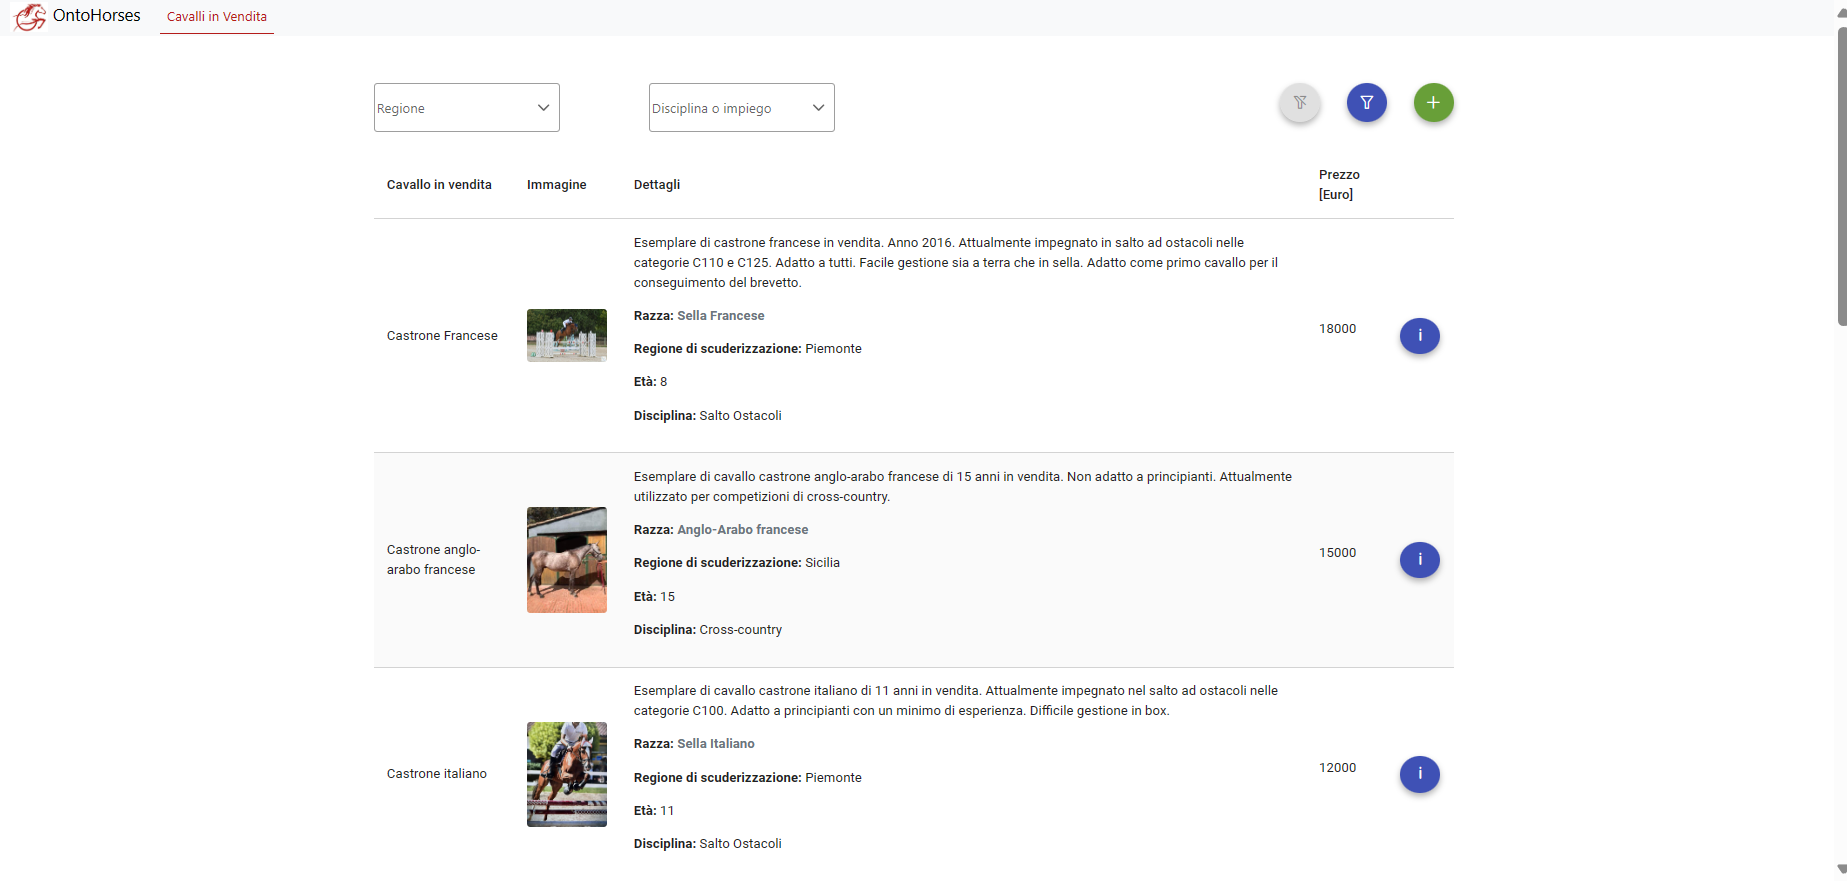 OntoHorses
Cavalli in Vendita
Regione
Disciplina o impiego
Cavallo in vendita
Immagine
Dettagli
Prezzo
[Euro]
Castrone Francese
Esemplare di castrone francese in vendita. Anno 2016. Attualmente impegnato in salto ad ostacoli nelle
categorie C110 e C125. Adatto a tutti. Facile gestione sia a terra che in sella. Adatto come primo cavallo per il
conseguimento del brevetto.
Razza: Sella Francese
Regione di scuderizzazione: Piemonte
Età: 8
Disciplina: Salto Ostacoli
18000
i
Castrone anglo-
arabo francese
Esemplare di cavallo castrone anglo-arabo francese di 15 anni in vendita. Non adatto a principianti. Attualmente
utilizzato per competizioni di cross-country.
Razza: Anglo-Arabo francese
Regione di scuderizzazione: Sicilia
Età: 15
Disciplina: Cross-country
15000
i
Castrone italiano
Esemplare di cavallo castrone italiano di 11 anni in vendita. Attualmente impegnato nel salto ad ostacoli nelle
categorie C100. Adatto a principianti con un minimo di esperienza. Difficile gestione in box.
Razza: Sella Italiano
Regione di scuderizzazione: Piemonte
Età: 11
Disciplina: Salto Ostacoli
12000
i